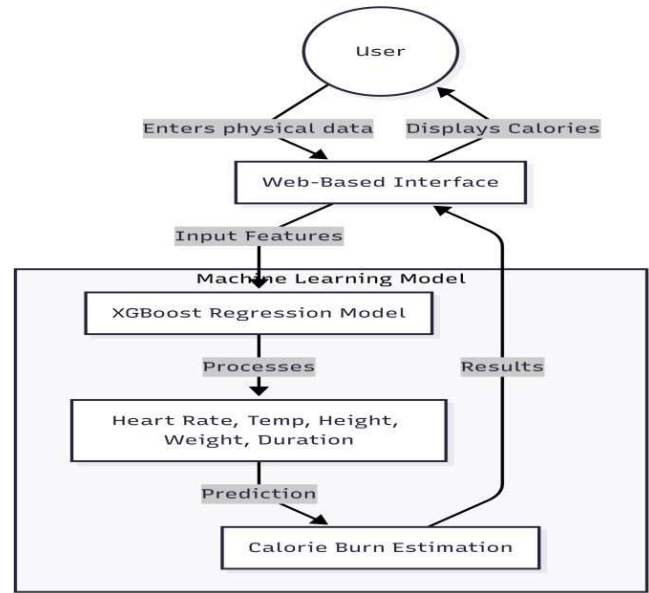 User
Enters physical data
Displays Calories
Web-Based Interface
Input Features
Machine Learning Model
XGBoost Regression Model
Processes
Results
Heart Rate, Temp, Height,
Weight, Duration
Prediction
Calorie Burn Estimation